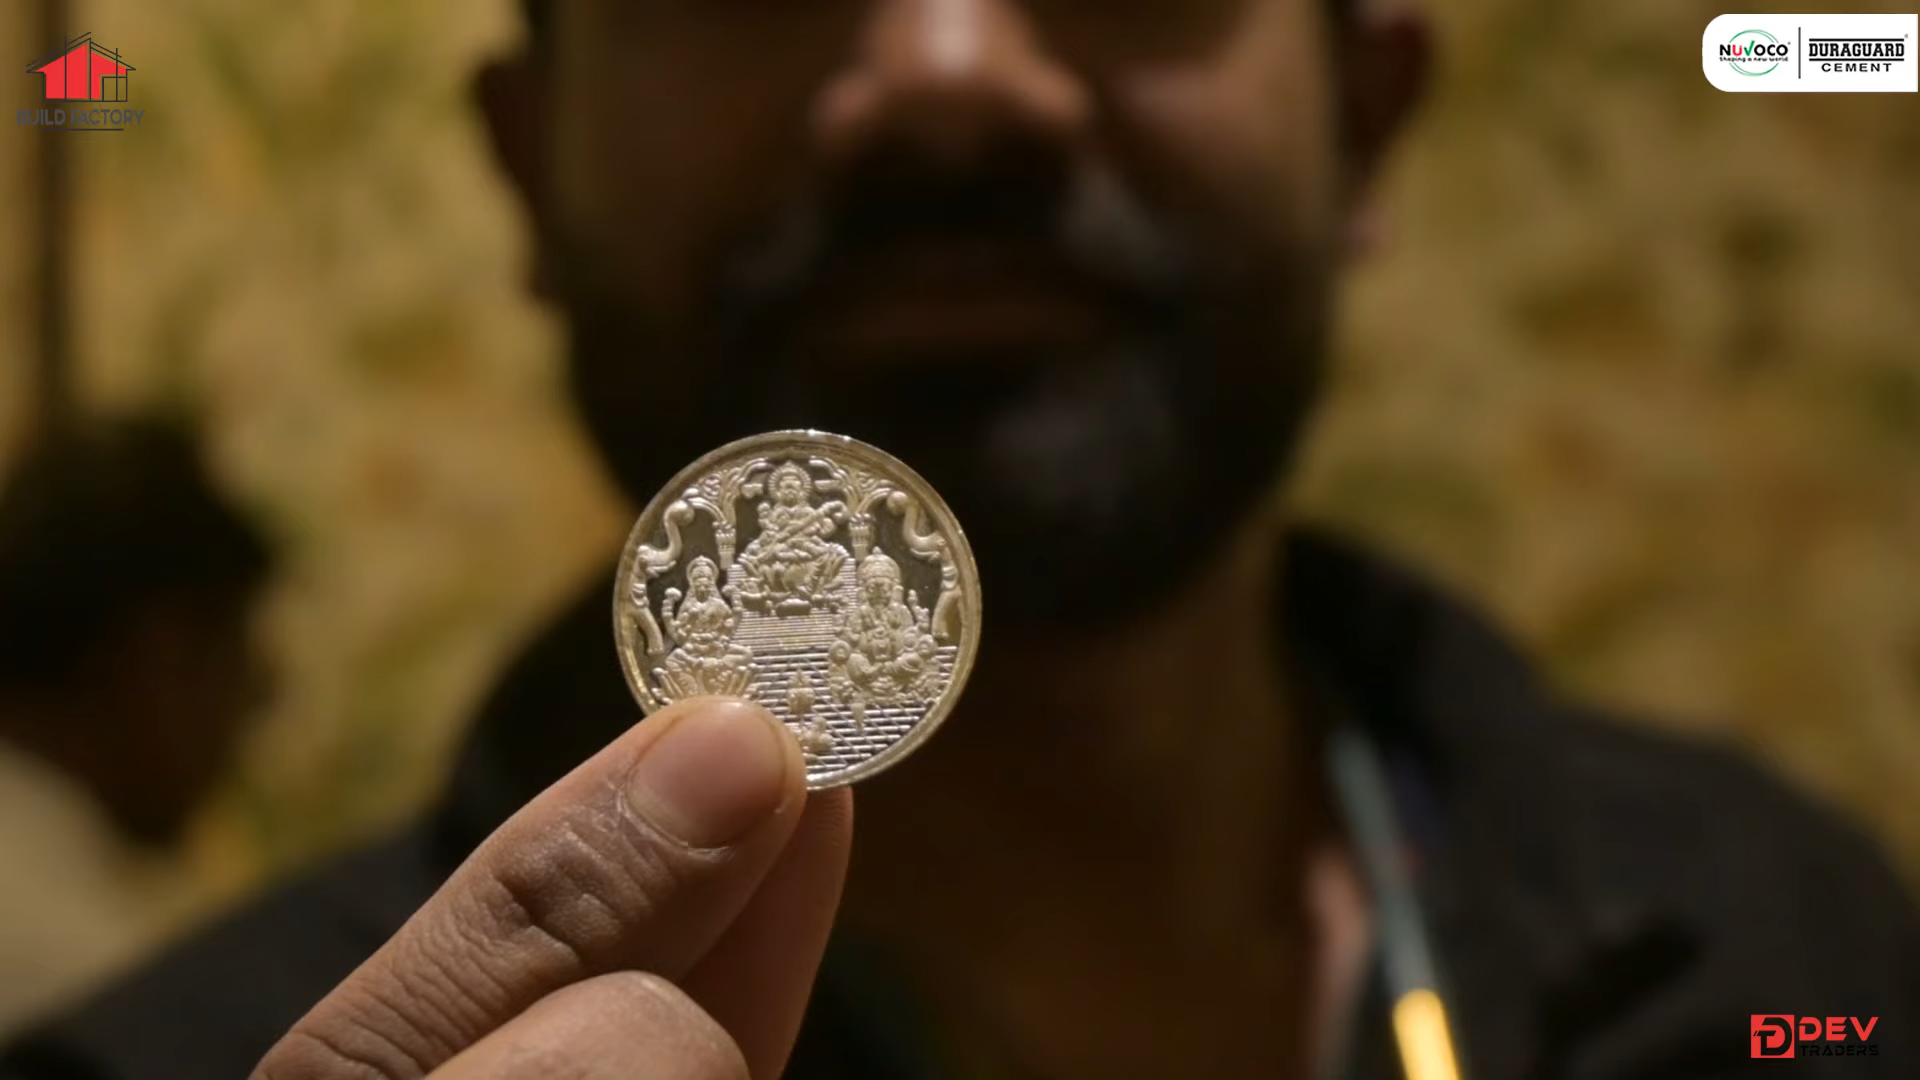 BUILD FACTORY
NUVOCO
Shaping a new world
DURAGUARD
CEMENT
DEV
TRADERS